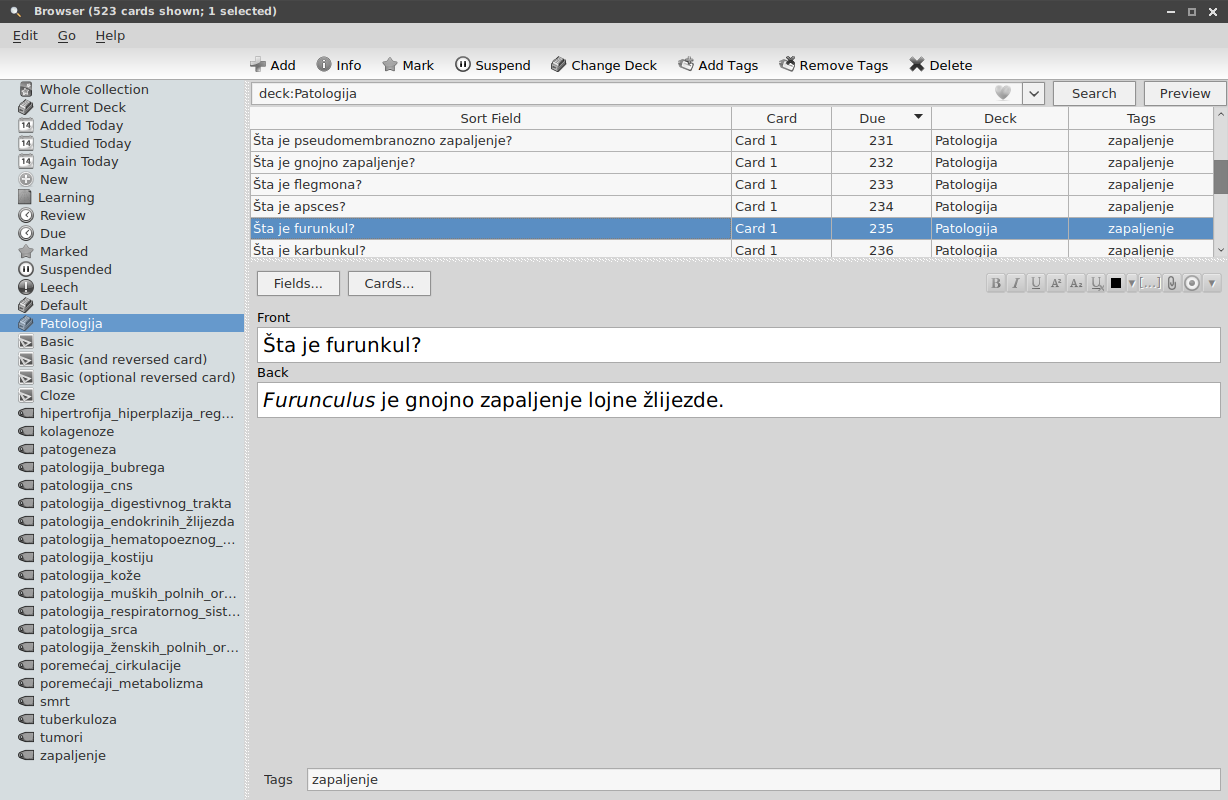 Browser (523 cards shown; 1 selected)
Edit Go Help
Add Info Mark Suspend Change Deck Add Tags Remove Tags Delete
Whole Collection
Current Deck
14 Added Today
14 Studied Today
14 Again Today
New
Learning
Review
Due
Marked
Suspended
Leech
Default
Patologija
Basic
Basic (and reversed card)
Basic (optional reversed card)
Cloze
hipertrofija_hiperplazija_reg...
kolagenoze
patogeneza
patologija_bubrega
patologija_cns
patologija_digestivnog_trakta
patologija_endokrinih_žlijezda
patologija_hematopoeznog_...
patologija_kostiju
patologija_kože
patologija_muških_polnih_or...
patologija_respiratornog_sist...
patologija_srca
patologija_ženskih_polnih_or...
poremećaj_cirkulacije
poremećaji_metabolizma
smrt
tuberkuloza
tumori
zapaljenje
deck:Patologija Search Preview
Sort Field Card Due Deck Tags
Šta je pseudomembranozno zapaljenje? Card 1 231 Patologija zapaljenje
Šta je gnojno zapaljenje? Card 1 232 Patologija zapaljenje
Šta je flegmona? Card 1 233 Patologija zapaljenje
Šta je apsces? Card 1 234 Patologija zapaljenje
Šta je furunkul? Card 1 235 Patologija zapaljenje
Šta je karbunkul? Card 1 236 Patologija zapaljenje
Fields... Cards... B I U A² A₂ U [...]
Front
Šta je furunkul?
Back
Furunculus je gnojno zapaljenje lojne žlijezde.
Tags zapaljenje